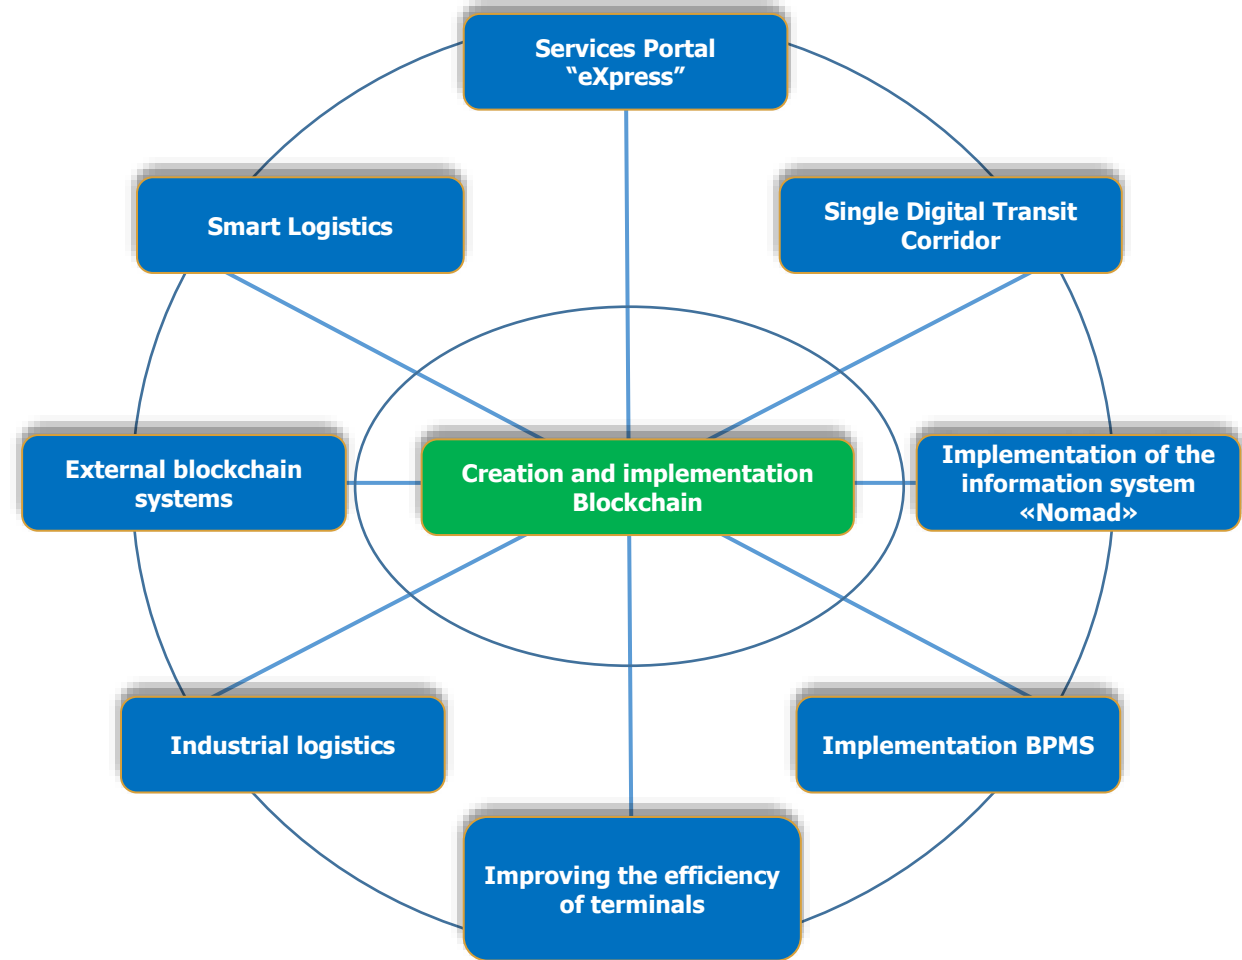 Services Portal
“eXpress”
Smart Logistics
Single Digital Transit
Corridor
External blockchain
systems
Creation and implementation
Blockchain
Implementation of the
information system
«Nomad»
Industrial logistics
Implementation BPMS
Improving the efficiency
of terminals